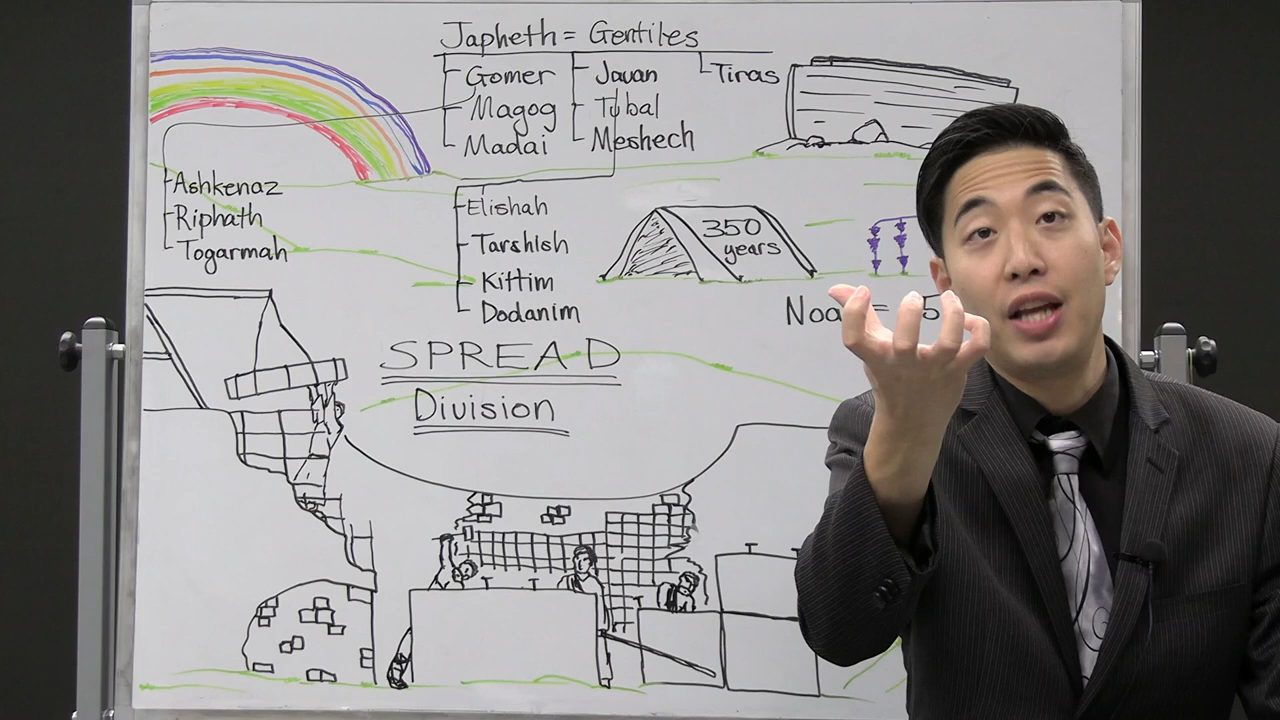 Japheth = Gentiles
Gomer
Magog
Madai
Javan
Tubal
Meshech
Tiras
Ashkenaz
Riphath
Togarmah
Elishah
Tarshish
Kittim
Dodanim
350
years
SPREAD
Division